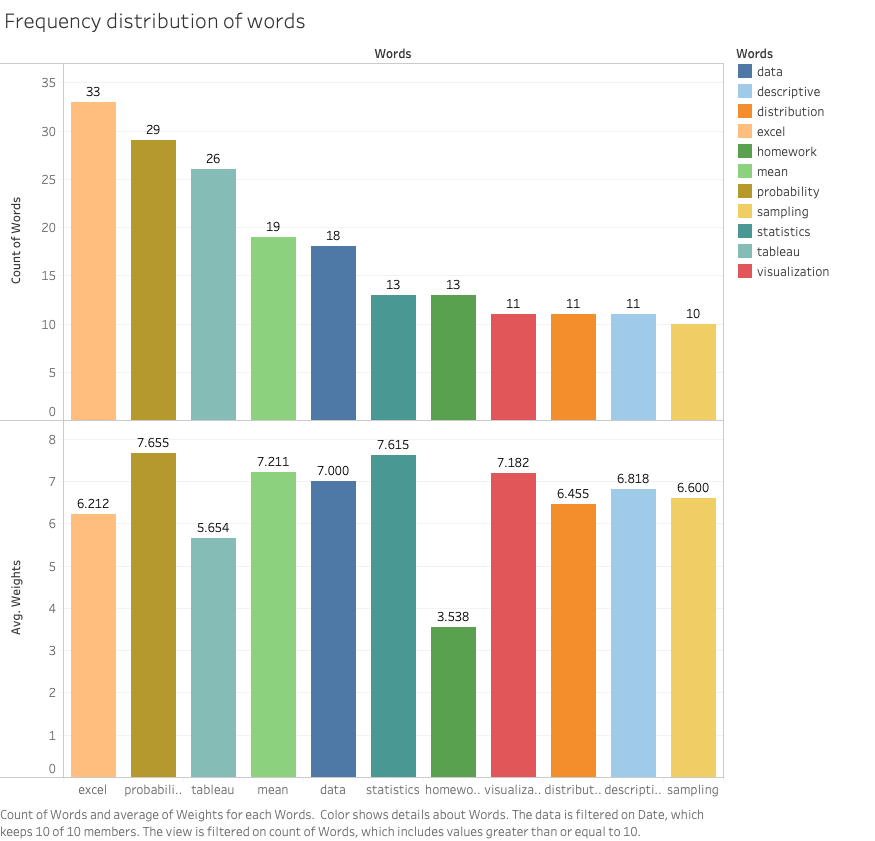 Frequency distribution of words
Words
Words
data
descriptive
distribution
excel
homework
mean
probability
sampling
statistics
tableau
visualization
Count of Words
35
30
25
20
15
10
5
0
33
29
26
19
18
13
13
11
11
11
10
Avg. Weights
8
7
6
5
4
3
2
1
0
6.212
7.655
5.654
7.211
7.000
7.615
3.538
7.182
6.455
6.818
6.600
excel probabili.. tableau mean data statistics homewo.. visualiza.. distribut.. descripti.. sampling
Count of Words and average of Weights for each Words.  Color shows details about Words. The data is filtered on Date, which
keeps 10 of 10 members. The view is filtered on count of Words, which includes values greater than or equal to 10.